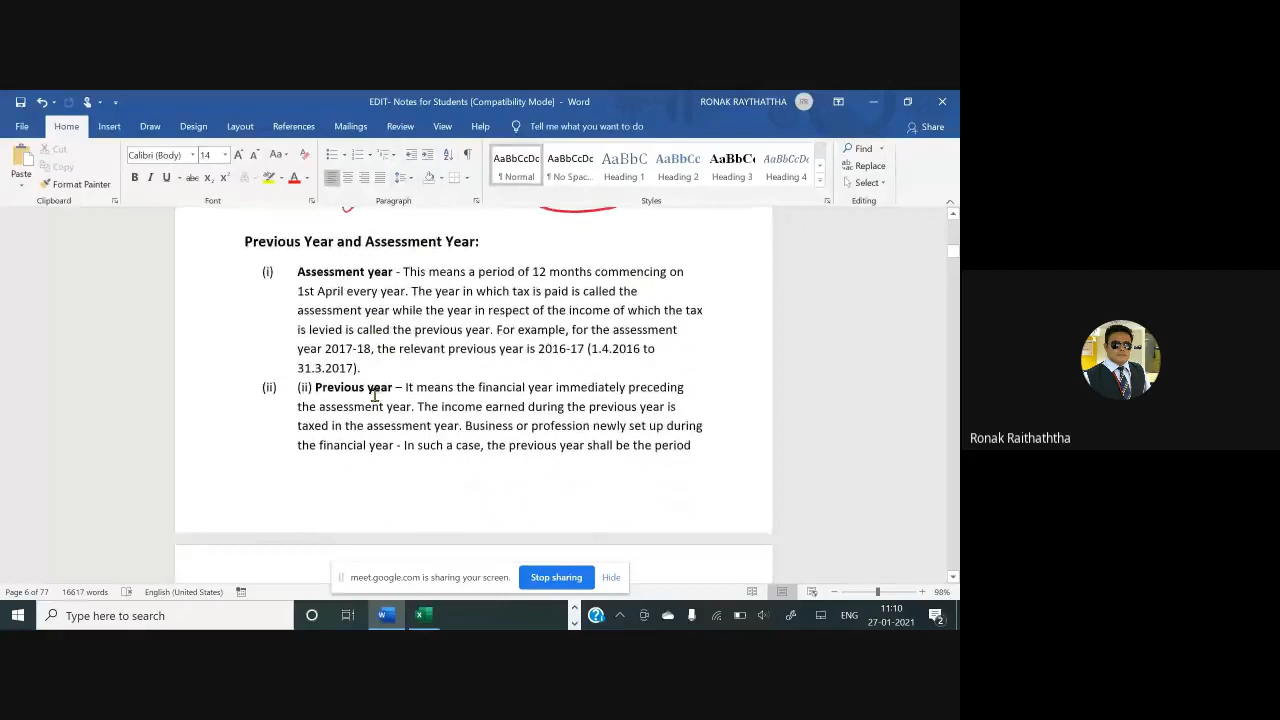 EDIT- Notes for Students [Compatibility Mode] - Word
RONAK RAYTHATTHA
RR
File Home Insert Draw Design Layout References Mailings Review View Help Tell me what you want to do
Share
Cut
Copy
Format Painter
Paste
Calibri (Body) 14
AaBbCcDc AaBbCcDc AaBbC AaBbCc AaBbCc AaBbCcDc
¶ Normal ¶ No Spac... Heading 1 Heading 2 Heading 3 Heading 4
Find
Replace
Select
Clipboard Font Paragraph Styles Editing
Previous Year and Assessment Year:
(i) Assessment year - This means a period of 12 months commencing on
1st April every year. The year in which tax is paid is called the
assessment year while the year in respect of the income of which the tax
is levied is called the previous year. For example, for the assessment
year 2017-18, the relevant previous year is 2016-17 (1.4.2016 to
31.3.2017).
(ii) (ii) Previous year – It means the financial year immediately preceding
the assessment year. The income earned during the previous year is
taxed in the assessment year. Business or profession newly set up during
the financial year - In such a case, the previous year shall be the period
Ronak Raithaththa
meet.google.com is sharing your screen. Stop sharing Hide
Page 6 of 77 16617 words English (United States) 98%
Type here to search
ENG
11:10
27-01-2021
2